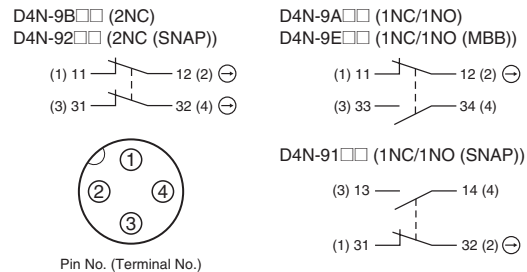 D4N-9B□□ (2NC)
D4N-92□□ (2NC (SNAP))
(1) 11 12 (2)
(3) 31 32 (4)
1
2 4
3
Pin No. (Terminal No.)
D4N-9A□□ (1NC/1NO)
D4N-9E□□ (1NC/1NO (MBB))
(1) 11 12 (2)
(3) 33 34 (4)
D4N-91□□ (1NC/1NO (SNAP))
(3) 13 14 (4)
(1) 31 32 (2)